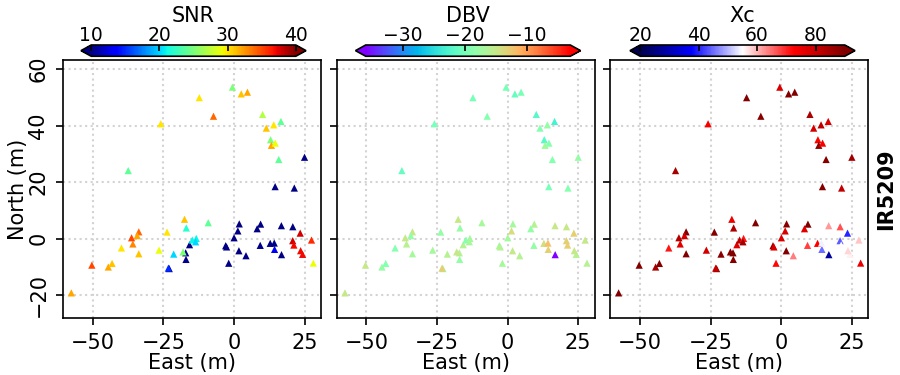 SNR DBV Xc
10 20 30 40 −30 −20 −10 20 40 60 80
60
40
20
0
−20
North (m)
−50 −25 0 25 −50 −25 0 25 −50 −25 0 25
East (m) East (m) East (m)
IR5209